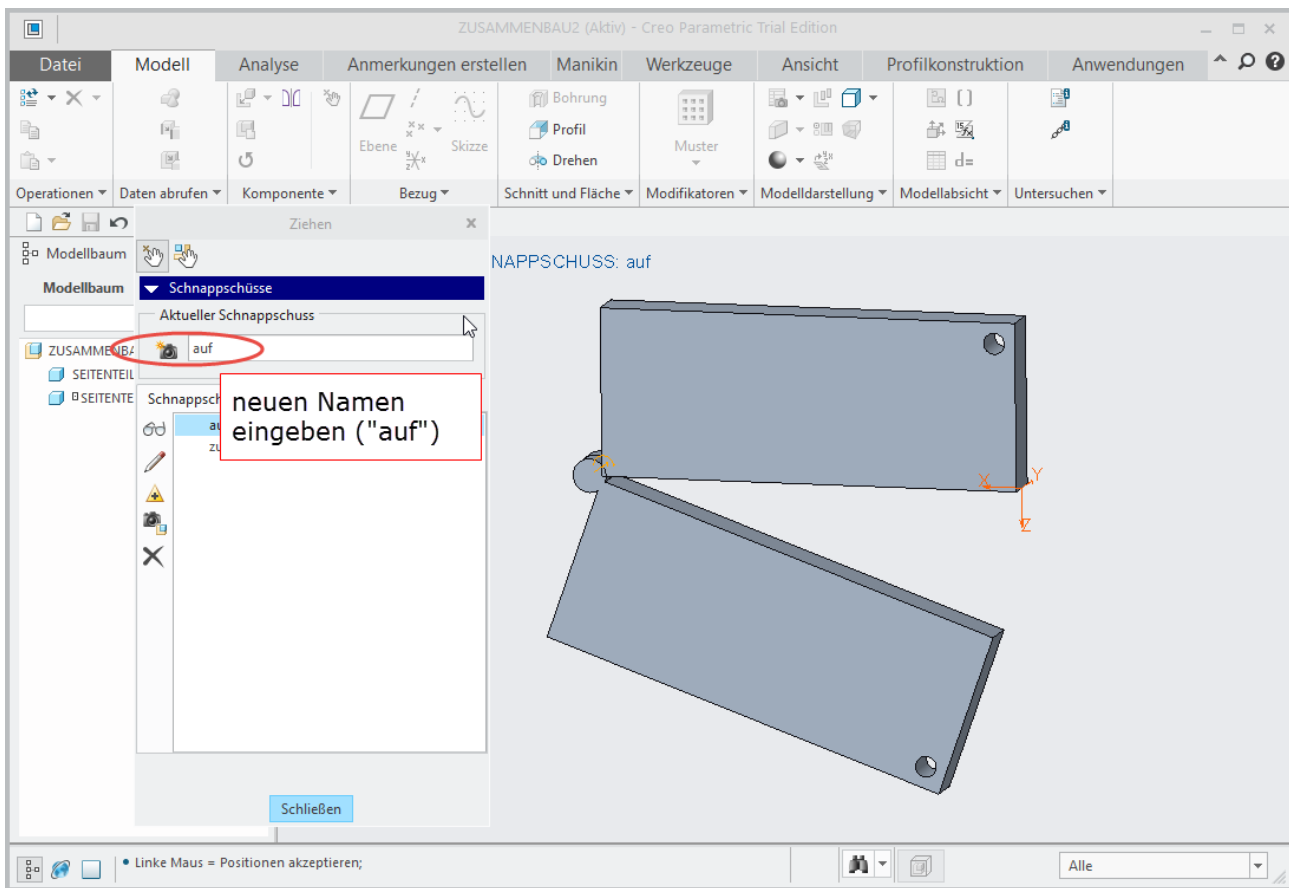 ZUSAMMENBAU2 (Aktiv) - Creo Parametric Trial Edition
Datei Modell Analyse Anmerkungen erstellen Manikin Werkzeuge Ansicht Profilkonstruktion Anwendungen
Bohrung
Profil
Ebene Skizze Muster
Drehen d=
Operationen Daten abrufen Komponente Bezug Schnitt und Fläche Modifikatoren Modelldarstellung Modellabsicht Untersuchen
Ziehen
Modellbaum
Modellbaum
Schnappschüsse
NAPPSCHUSS: auf
Aktueller Schnappschuss
auf
ZUSAMMENBA
SEITENTEIL
SEITENTE
Schnappsch
au
zu
neuen Namen
eingeben ("auf")
X Y
Z
Schließen
Linke Maus = Positionen akzeptieren;
Alle